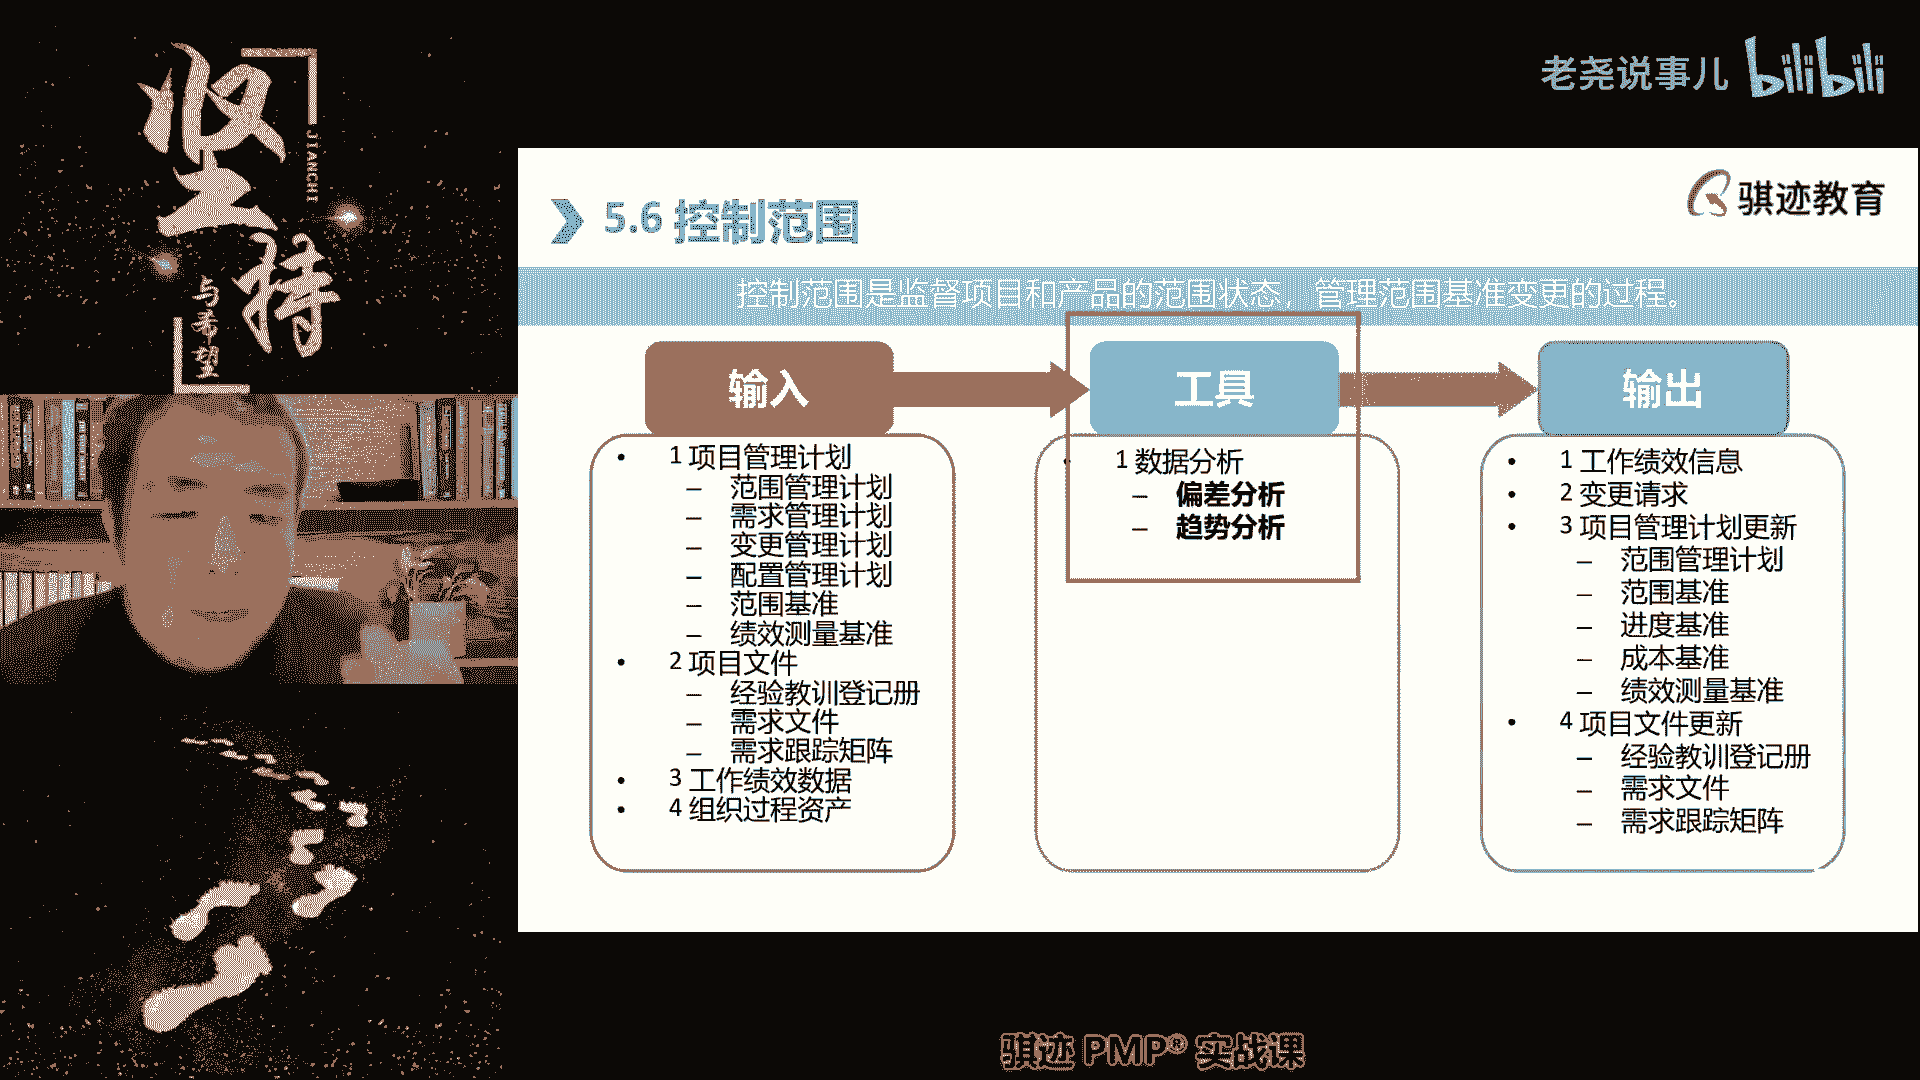 坚持
JIANCHI
与希望
老尧说事儿 bilibili
骐迹教育
5.6 控制范围
控制范围是监督项目和产品的范围状态，管理范围基准变更的过程。
输入
• 1 项目管理计划
– 范围管理计划
– 需求管理计划
– 变更管理计划
– 配置管理计划
– 范围基准
– 绩效测量基准
• 2 项目文件
– 经验教训登记册
– 需求文件
– 需求跟踪矩阵
• 3 工作绩效数据
• 4 组织过程资产
工具
• 1 数据分析
– 偏差分析
– 趋势分析
输出
• 1 工作绩效信息
• 2 变更请求
• 3 项目管理计划更新
– 范围管理计划
– 范围基准
– 进度基准
– 成本基准
– 绩效测量基准
• 4 项目文件更新
– 经验教训登记册
– 需求文件
– 需求跟踪矩阵
骐迹 PMP® 实战课